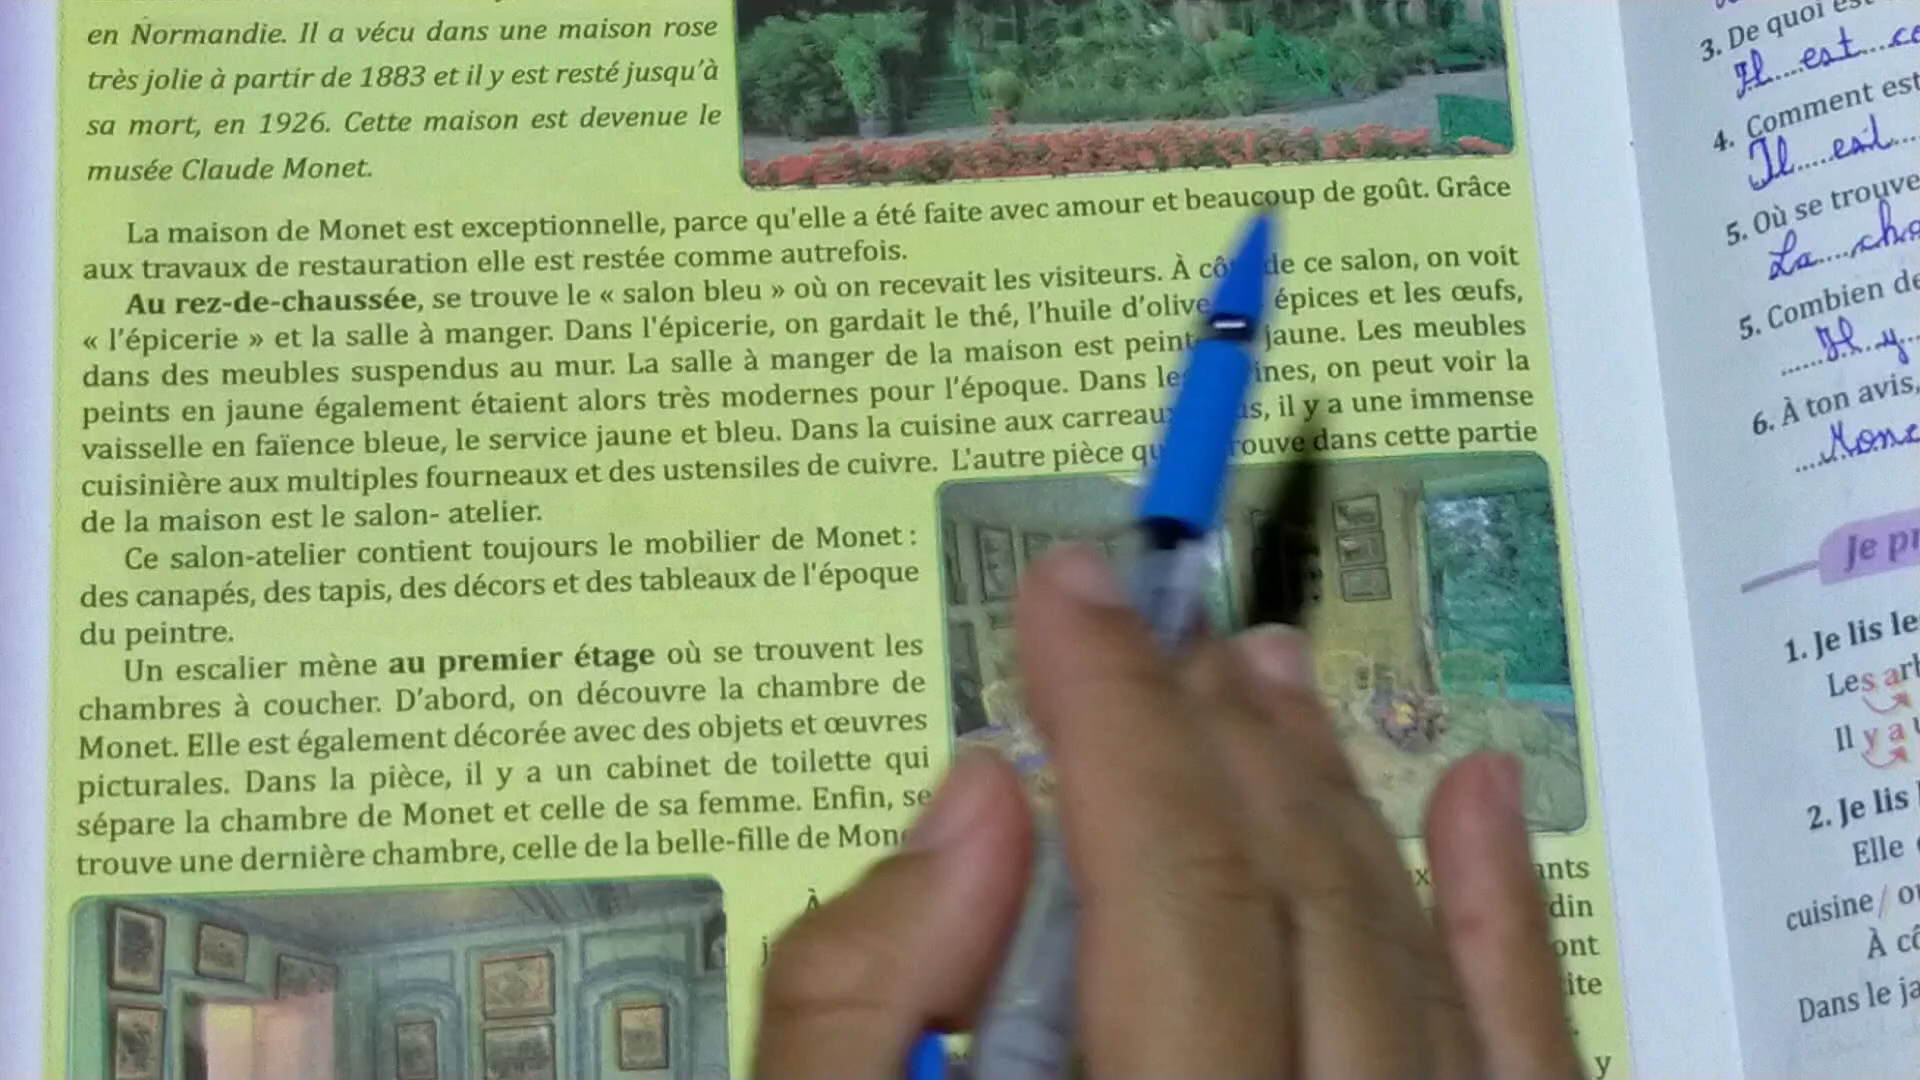 en Normandie. Il a vécu dans une maison rose
très jolie à partir de 1883 et il y est resté jusqu'à
sa mort, en 1926. Cette maison est devenue le
musée Claude Monet.
La maison de Monet est exceptionnelle, parce qu'elle a été faite avec amour et beaucoup de goût. Grâce
aux travaux de restauration elle est restée comme autrefois.
Au rez-de-chaussée, se trouve le « salon bleu » où on recevait les visiteurs. À de ce salon, on voit
« l'épicerie » et la salle à manger. Dans l'épicerie, on gardait le thé, l'huile d'olive épices et les œufs,
dans des meubles suspendus au mur. La salle à manger de la maison est jaune. Les meubles
peints en jaune également étaient alors très modernes pour l'époque. Dans on peut voir la
vaisselle en faïence bleue, le service jaune et bleu. Dans la cuisine aux il y a une immense
cuisinière aux multiples fourneaux et des ustensiles de cuivre. L'autre pièce dans cette partie
de la maison est le salon- atelier.
Ce salon-atelier contient toujours le mobilier de Monet :
des canapés, des tapis, des décors et des tableaux de l'époque
du peintre.
Un escalier mène au premier étage où se trouvent les
chambres à coucher. D'abord, on découvre la chambre de
Monet. Elle est également décorée avec des objets et œuvres
picturales. Dans la pièce, il y a un cabinet de toilette qui
sépare la chambre de Monet et celle de sa femme. Enfin, se
trouve une dernière chambre, celle de la belle-fille de
À
y
3. De quoi
Il est
4. Comment est
Il est
5. Où se trouve
La
5. Combien
Il y
6. À ton avis,
Je
1. Je lis
Les
Il y a
2. Je lis
Elle
cuisine /
À
Dans le